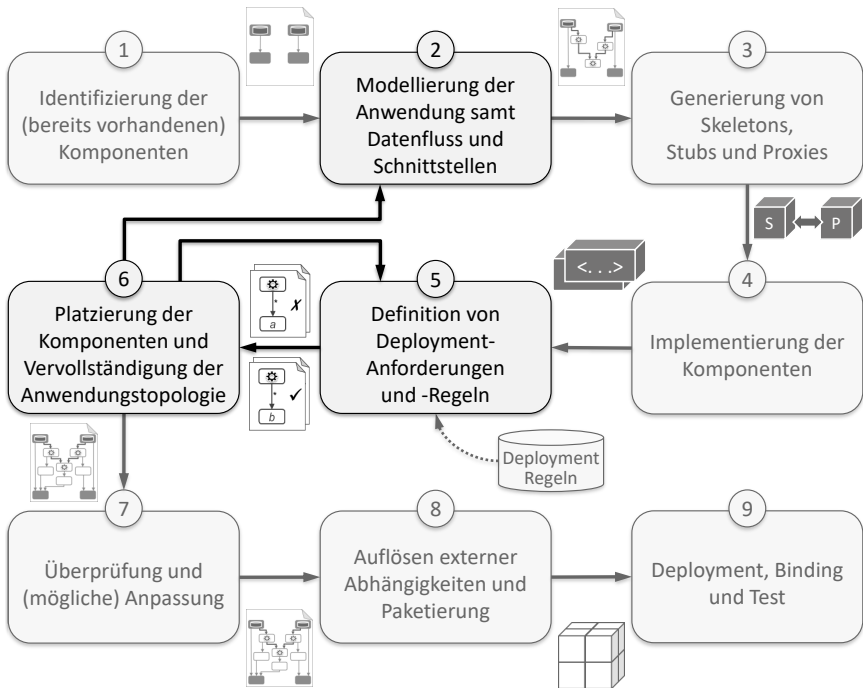 1
Identifizierung der
(bereits vorhandenen)
Komponenten
2
Modellierung der
Anwendung samt
Datenfluss und
Schnittstellen
3
Generierung von
Skeletons,
Stubs und Proxies
S
P
6
Platzierung der
Komponenten und
Vervollständigung der
Anwendungstopologie
*
a
✗
*
b
✓
5
Definition von
Deployment-
Anforderungen
und -Regeln
<...>
4
Implementierung der
Komponenten
Deployment
Regeln
7
Überprüfung und
(mögliche) Anpassung
8
Auflösen externer
Abhängigkeiten und
Paketierung
9
Deployment, Binding
und Test